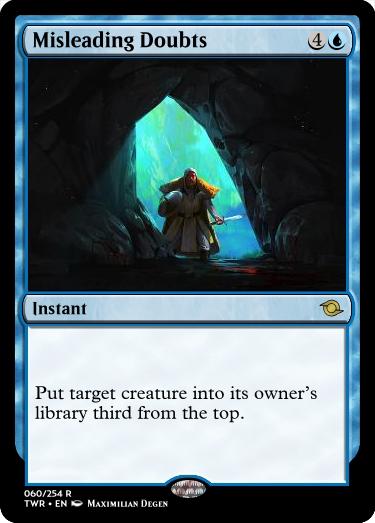 Misleading Doubts 4
Instant
Put target creature into its owner's
library third from the top.
060/254 R
TWR • EN Maximilian Degen